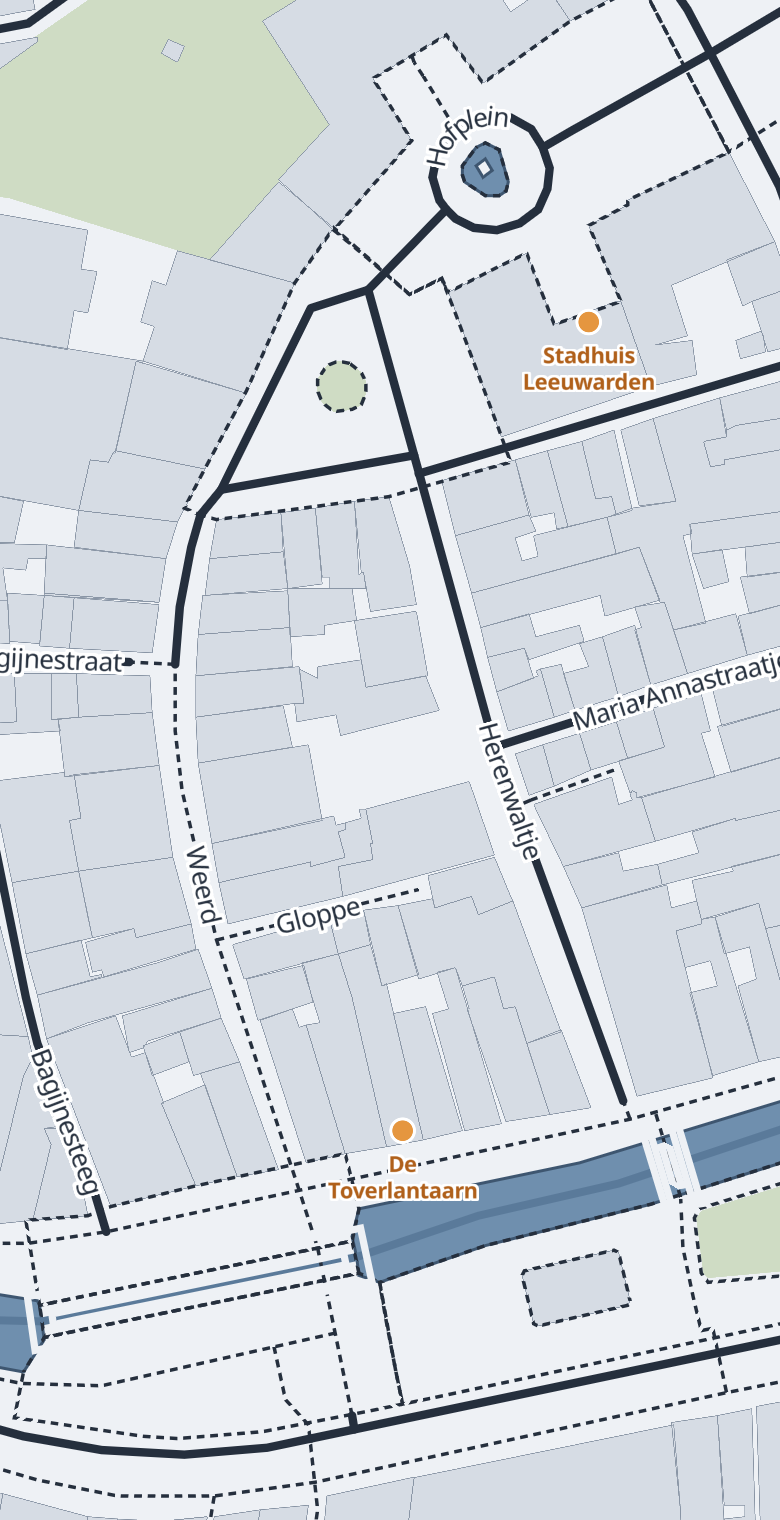 Hofplein
Stadhuis
Leeuwarden
gijnestraat
Maria Annastraatje
Herenwaltje
Weerd
Gloppe
Bagijnesteeg
De
Toverlantaarn